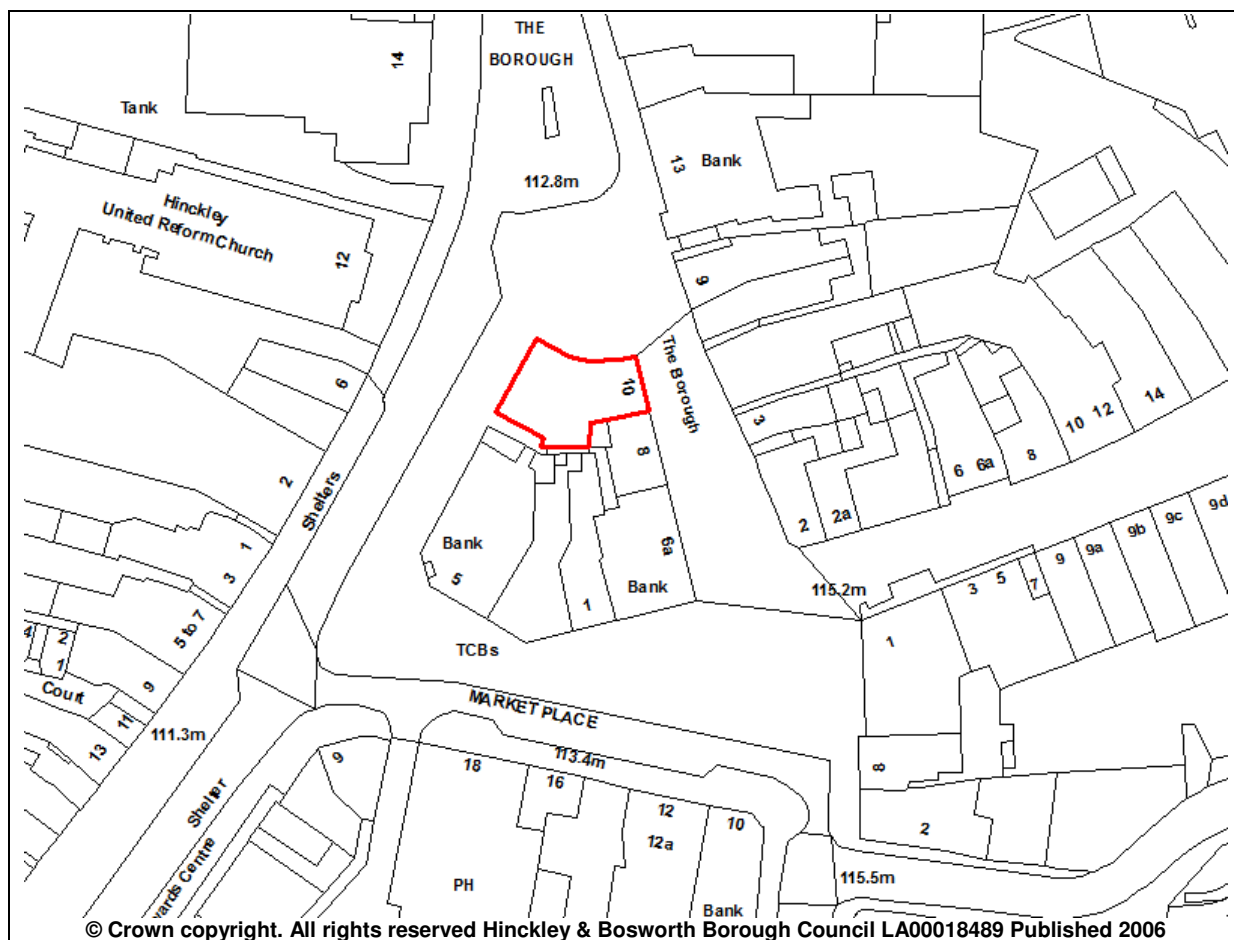 THE
BOROUGH
14
Tank
112.8m
13
Bank
Hinckley
United Reform Church
12
9
6
10
The Borough
3
8
2
Shelters
Bank
5
6a
Bank
1
2
2a
6
6a
8
10
12
14
115.2m
1
3
5
7
9
9a
9b
9c
9d
1
3
5 to 7
9
4
2
1
Court
11
13
111.3m
TCBs
MARKET PLACE
113.4m
9
18
16
12
12a
10
PH
Bank
8
2
115.5m
Shelter
wards Centre
© Crown copyright. All rights reserved Hinckley & Bosworth Borough Council LA00018489 Published 2006